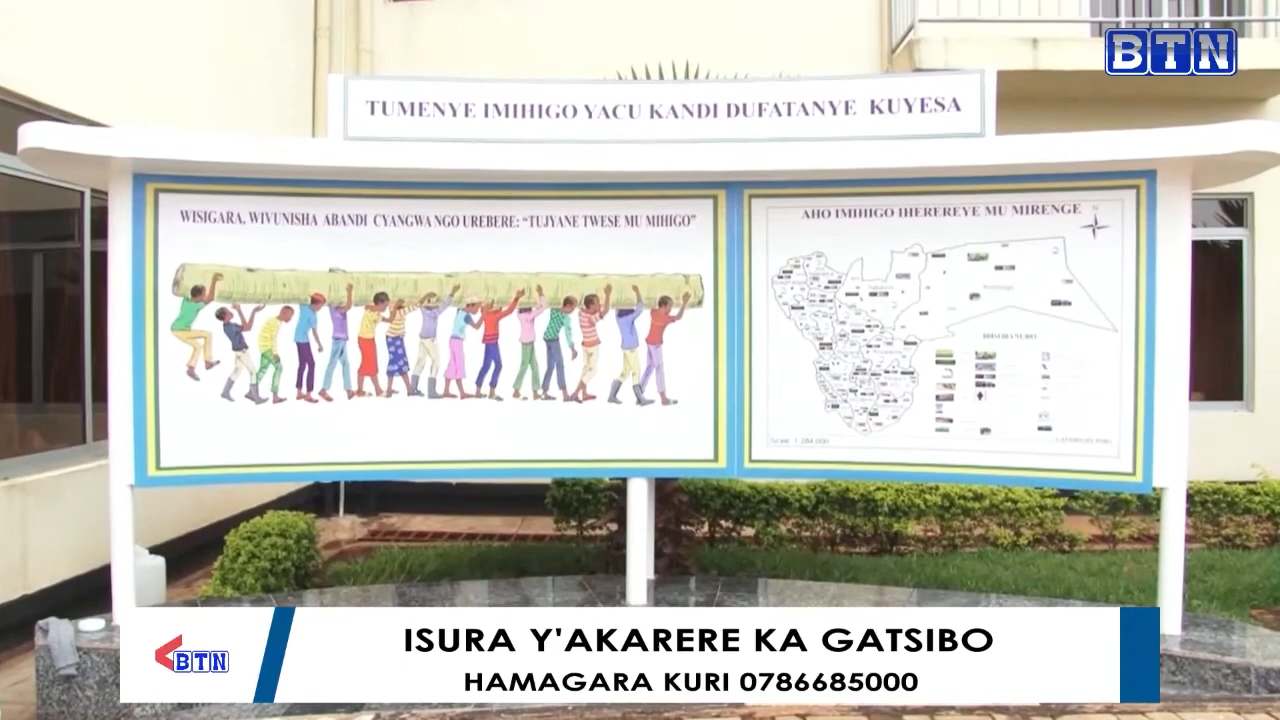 BTN
TUMENYE IMIHIGO YACU KANDI DUFATANYE KUYESA
WISIGARA, WIVUNISHA ABANDI CYANGWA NGO UREBERE: “TUJYANE TWESE MU MIHIGO”
AHO IMIHIGO IHEREREYE MU MIRENGE
N
IBISOBANURO
BTN
ISURA Y'AKARERE KA GATSIBO
HAMAGARA KURI 0786685000